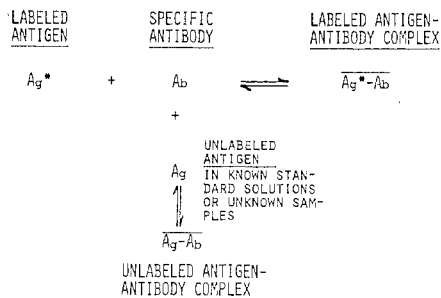 LABELED ANTIGEN
SPECIFIC ANTIBODY
LABELED ANTIGEN-
ANTIBODY COMPLEX
Ag* + Ab ⇌ Ag*-Ab
+
UNLABELED
ANTIGEN
Ag IN KNOWN STAN-
DARD SOLUTIONS
OR UNKNOWN SAM-
PLES
Ag-Ab
UNLABELED ANTIGEN-
ANTIBODY COMPLEX